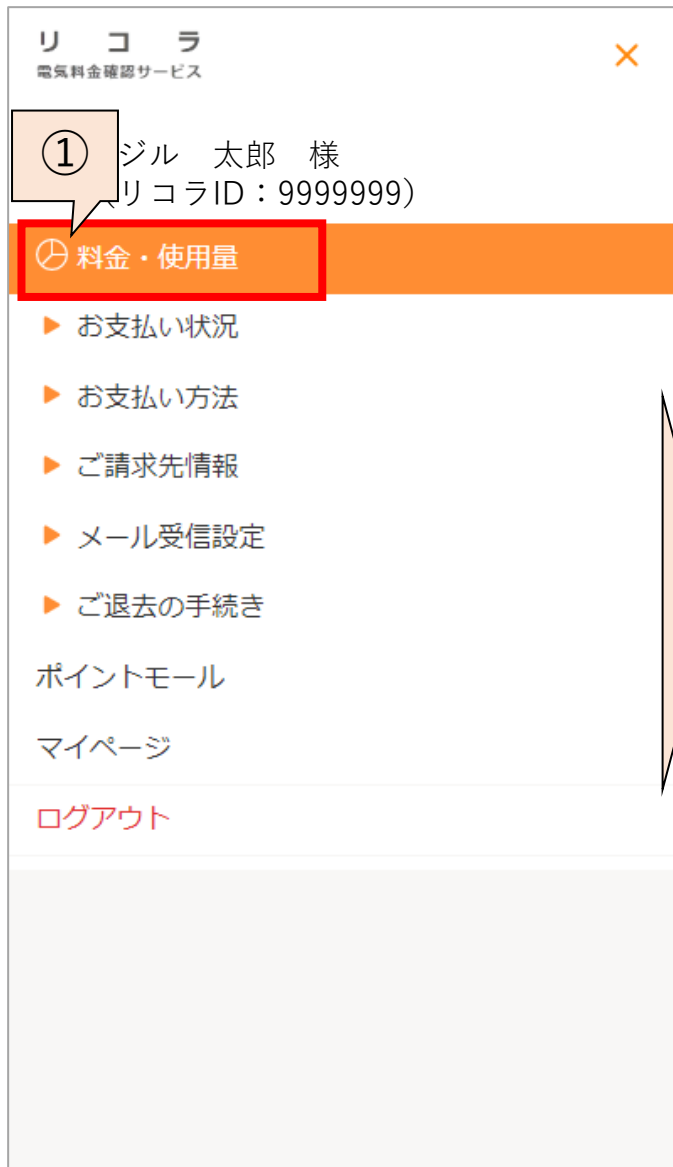 リ コ ラ
電気料金確認サービス
①
ジル 太郎 様
(リコラID:9999999)
料金・使用量
お支払い状況
お支払い方法
ご請求先情報
メール受信設定
ご退去の手続き
ポイントモール
マイページ
ログアウト